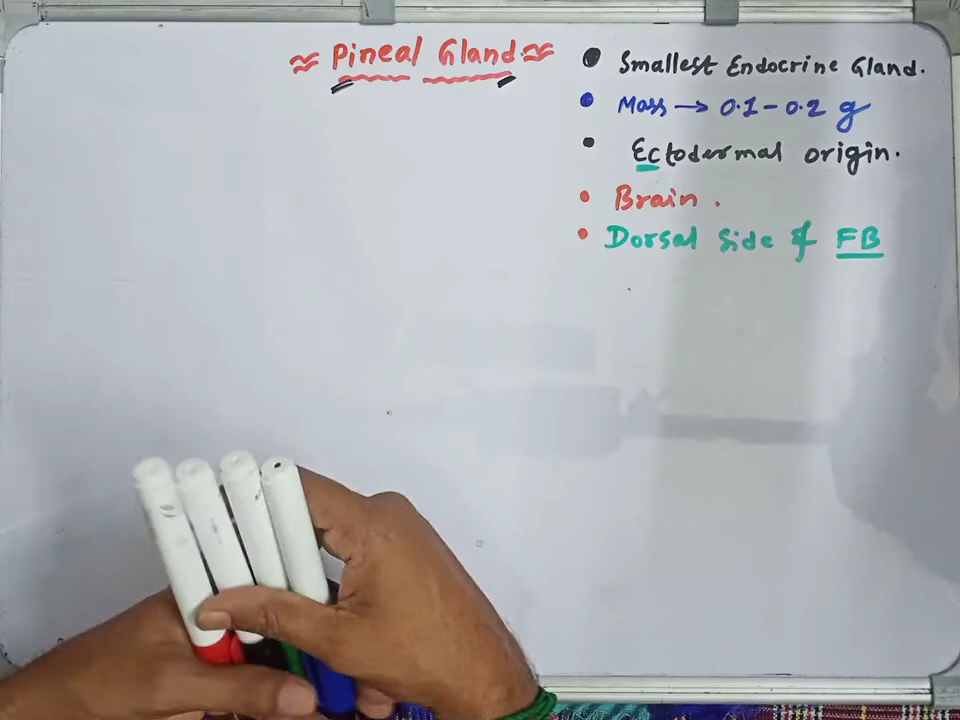 ≈ Pineal Gland. ≈
• Smallest Endocrine Gland.
• Mass → 0.1 - 0.2 g
• Ectodermal origin.
• Brain.
• Dorsal Side of FB